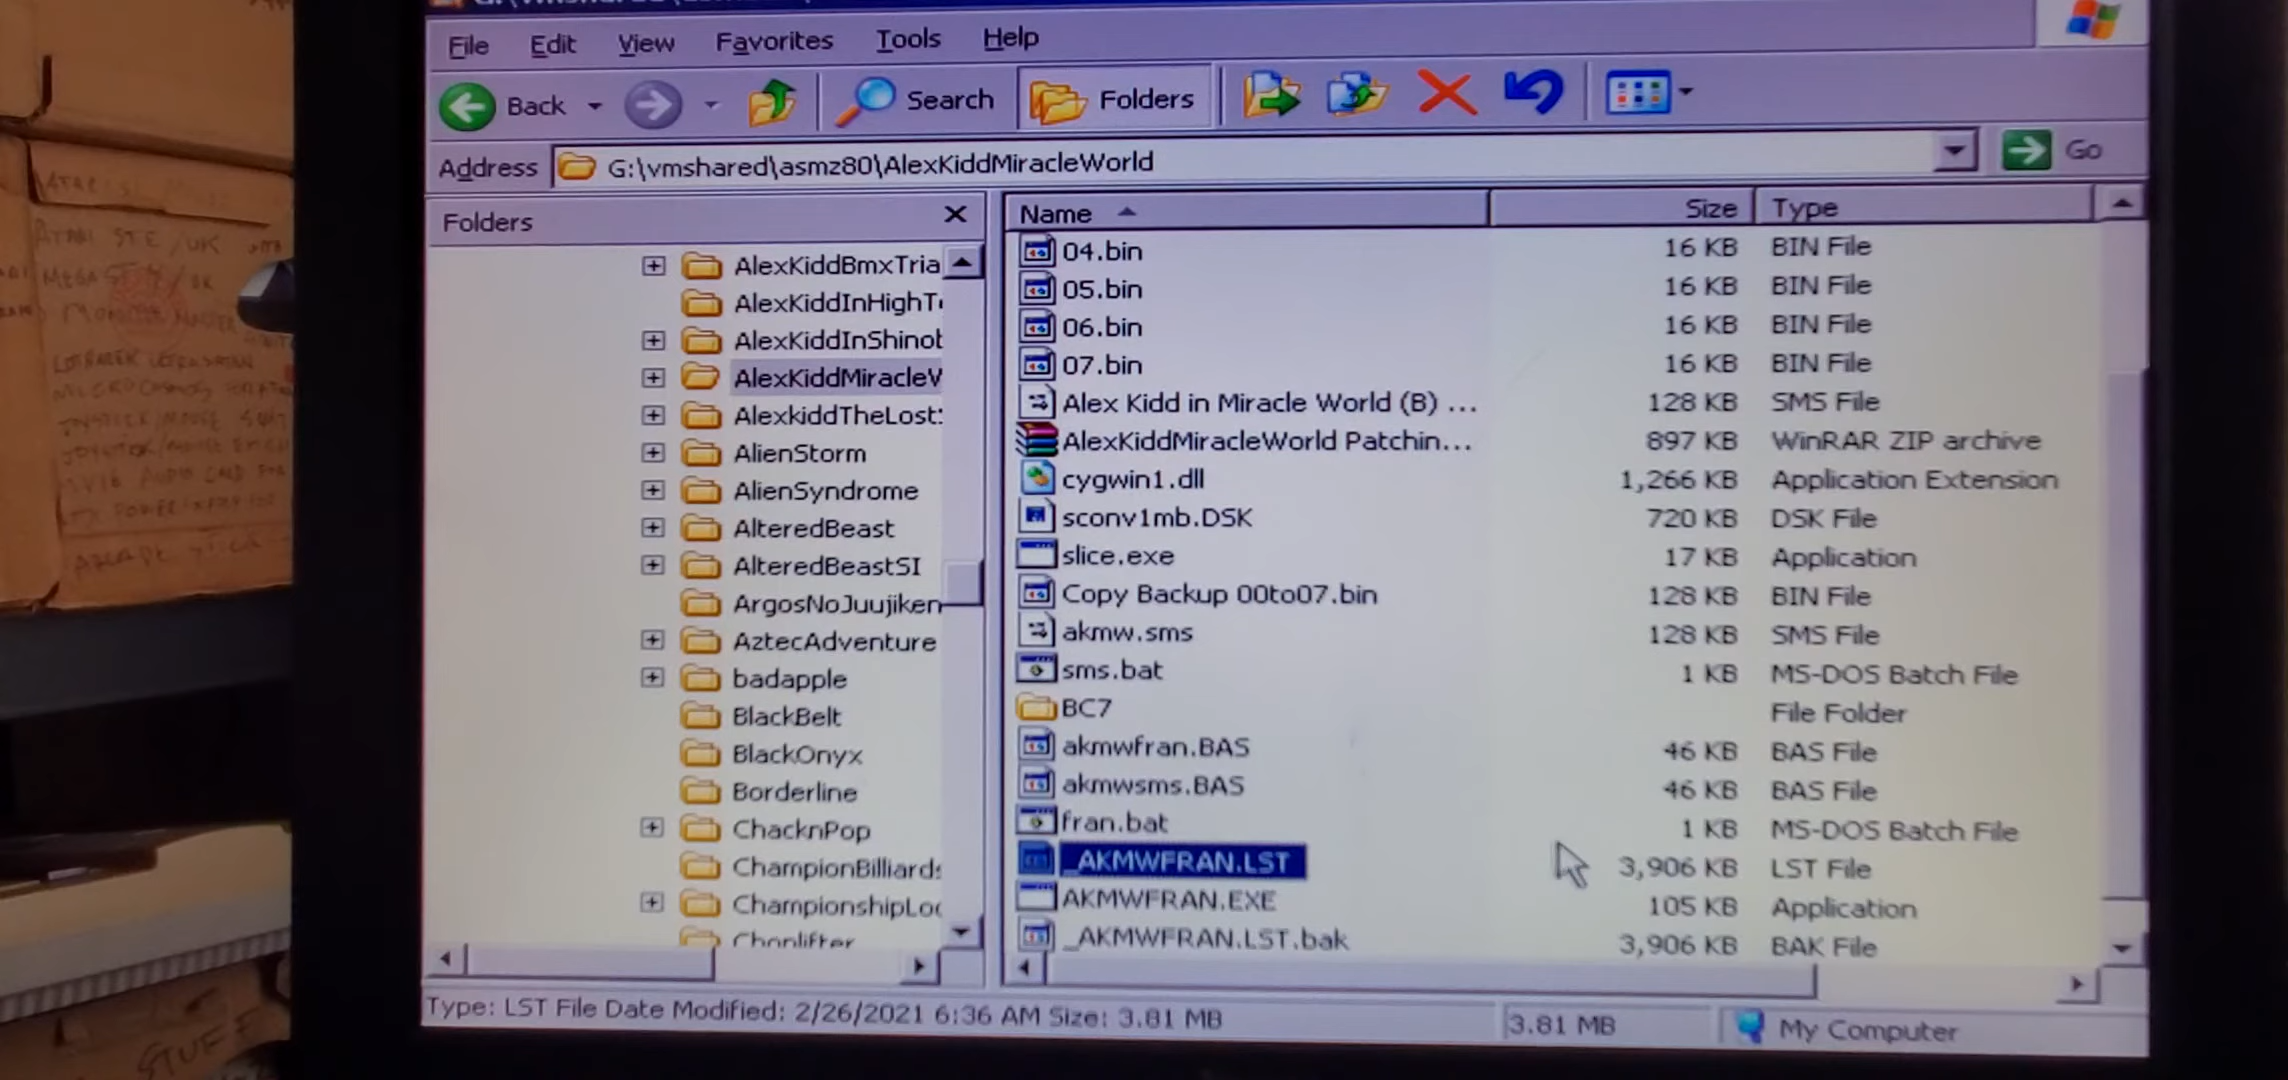 File Edit View Favorites Tools Help
Back Search Folders
Address G:\vmshared\asmz80\AlexKiddMiracleWorld Go
Folders
AlexKiddBmxTria
AlexKiddInHighT
AlexKiddInShinob
AlexKiddMiracleW
AlexkiddTheLost
AlienStorm
AlienSyndrome
AlteredBeast
AlteredBeastSI
ArgosNoJuujiken
AztecAdventure
badapple
BlackBelt
BlackOnyx
Borderline
ChacknPop
ChampionBilliards
ChampionshipLoc
Choplifter
Name Size Type
04.bin 16 KB BIN File
05.bin 16 KB BIN File
06.bin 16 KB BIN File
07.bin 16 KB BIN File
Alex Kidd in Miracle World (B) ... 128 KB SMS File
AlexKiddMiracleWorld Patchin... 897 KB WinRAR ZIP archive
cygwin1.dll 1,266 KB Application Extension
sconv1mb.DSK 720 KB DSK File
slice.exe 17 KB Application
Copy Backup 00to07.bin 128 KB BIN File
akmw.sms 128 KB SMS File
sms.bat 1 KB MS-DOS Batch File
BC7 File Folder
akmwfran.BAS 46 KB BAS File
akmwsms.BAS 46 KB BAS File
fran.bat 1 KB MS-DOS Batch File
_AKMWFRAN.LST 3,906 KB LST File
AKMWFRAN.EXE 105 KB Application
_AKMWFRAN.LST.bak 3,906 KB BAK File
Type: LST File Date Modified: 2/26/2021 6:36 AM Size: 3.81 MB 3.81 MB My Computer
ATARI STE /UK
STUFF